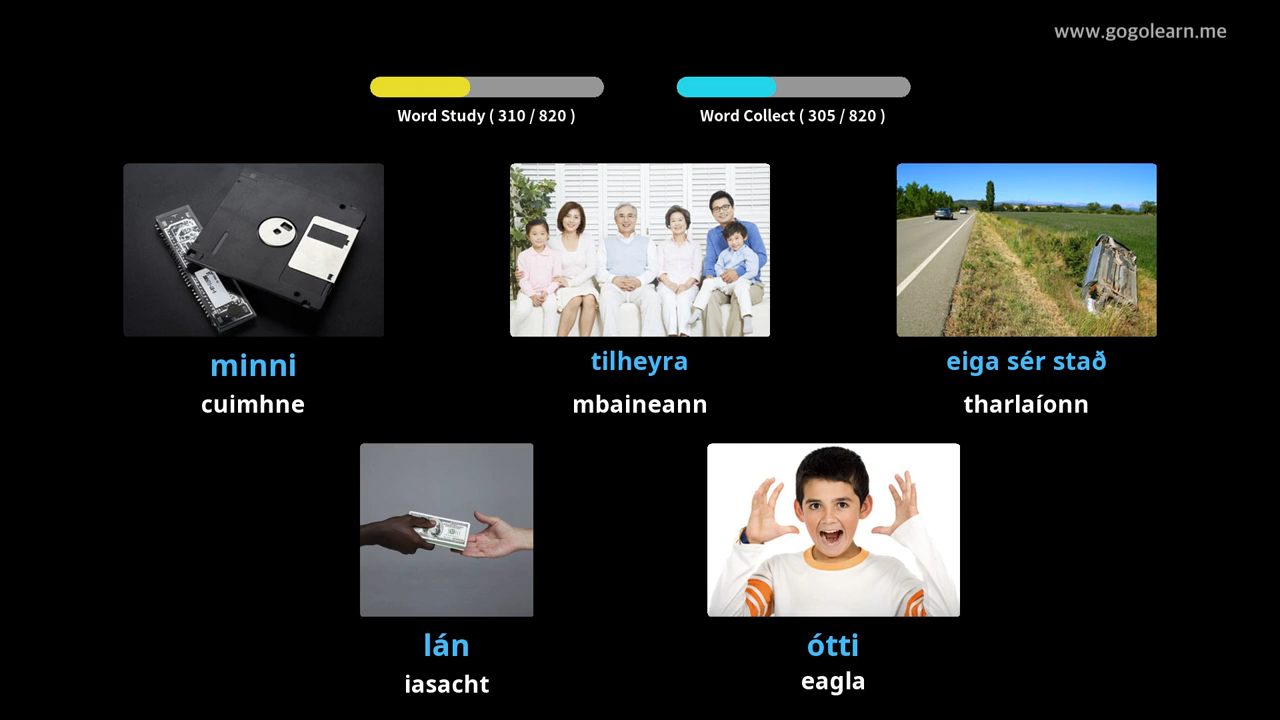 www.gogolearn.me
Word Study ( 310 / 820 )
Word Collect ( 305 / 820 )
minni
cuimhne
tilheyra
mbaineann
eiga sér stað
tharlaíonn
lán
iasacht
ótti
eagla